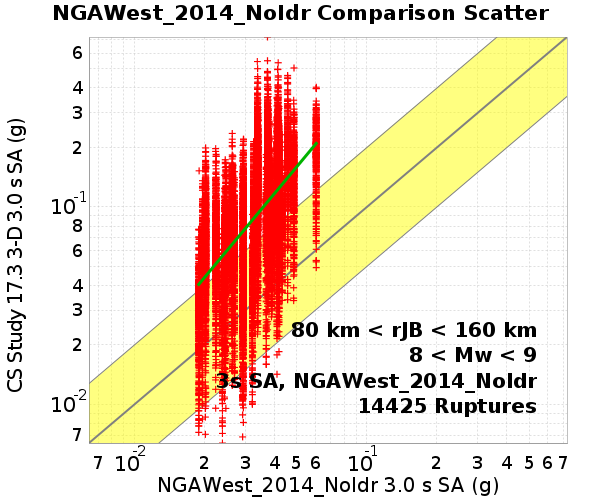 NGAWest_2014_NoIdr Comparison Scatter
6
4
3
2
10-1
8
6
4
3
2
10-2
7
CS Study 17.3 3-D 3.0 s SA (g)
80 km < rJB < 160 km
8 < Mw < 9
3s SA, NGAWest_2014_NoIdr
14425 Ruptures
7 10-2 2 3 4 5 6 10-1 2 3 4 5 6 7
NGAWest_2014_NoIdr 3.0 s SA (g)